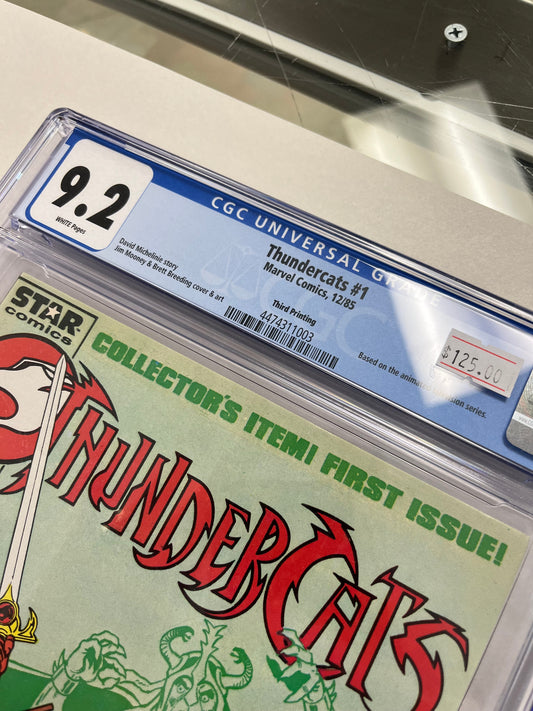 9.2
WHITE Pages
CGC UNIVERSAL GRADE
David Michelinie story
Jim Mooney & Brett Breeding cover & art
Thundercats #1
Marvel Comics, 12/85
Third Printing
4474311003
Based on the animated series.
$125.00
STAR
comics
COLLECTOR'S ITEM! FIRST ISSUE!
THUNDERCATS